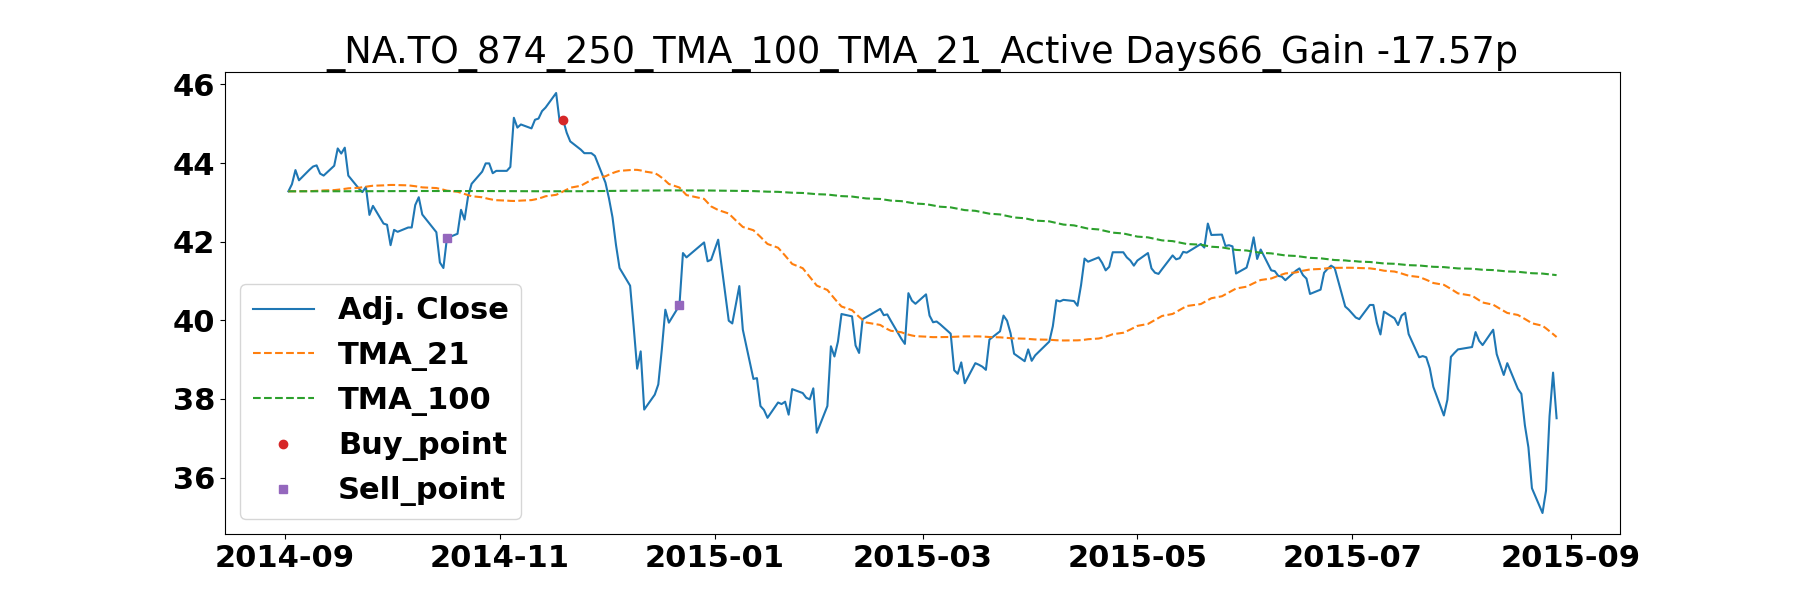 _NA.TO_874_250_TMA_100_TMA_21_Active Days66_Gain -17.57p
46
44
42
40
38
36
Adj. Close
TMA_21
TMA_100
Buy_point
Sell_point
2014-09 2014-11 2015-01 2015-03 2015-05 2015-07 2015-09